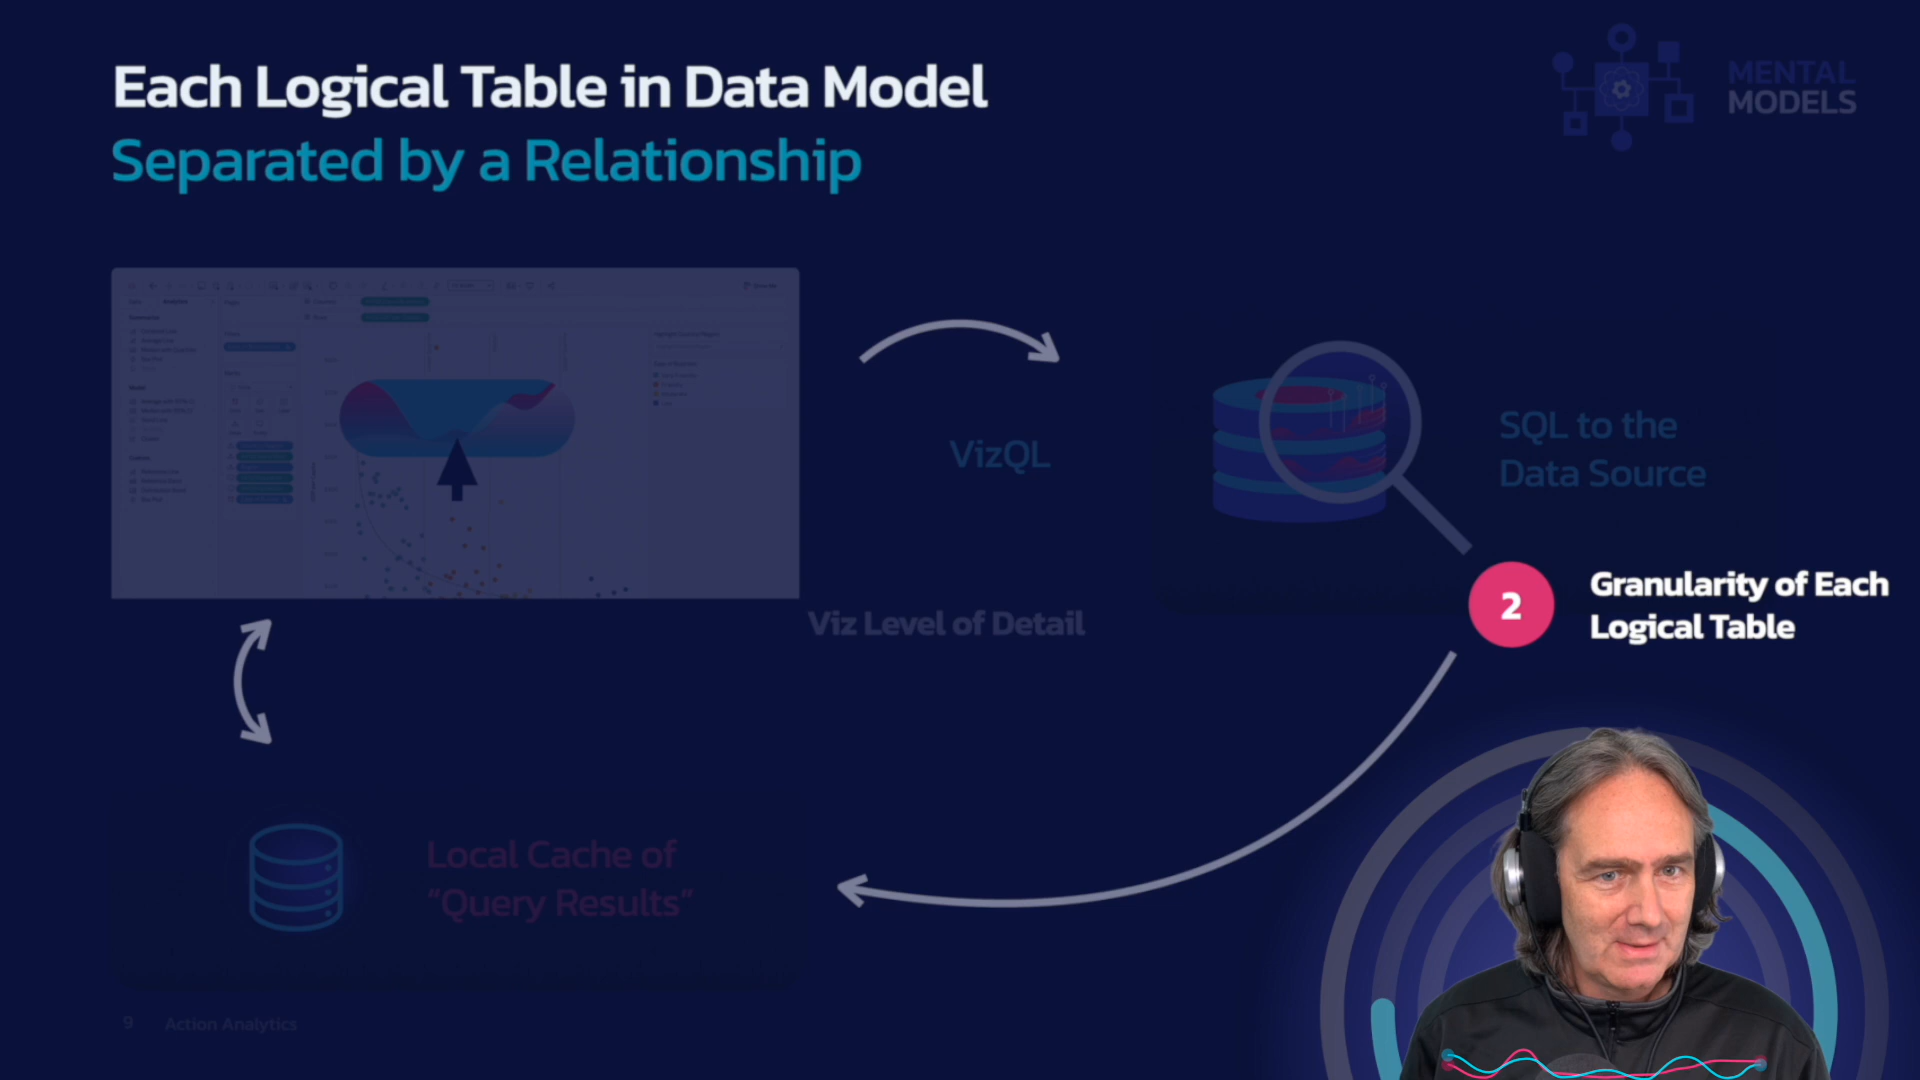 Each Logical Table in Data Model
Separated by a Relationship
MENTAL
MODELS
VizQL
SQL to the
Data Source
Viz Level of Detail
2
Granularity of Each
Logical Table
Local Cache of
“Query Results”
9 Action Analytics